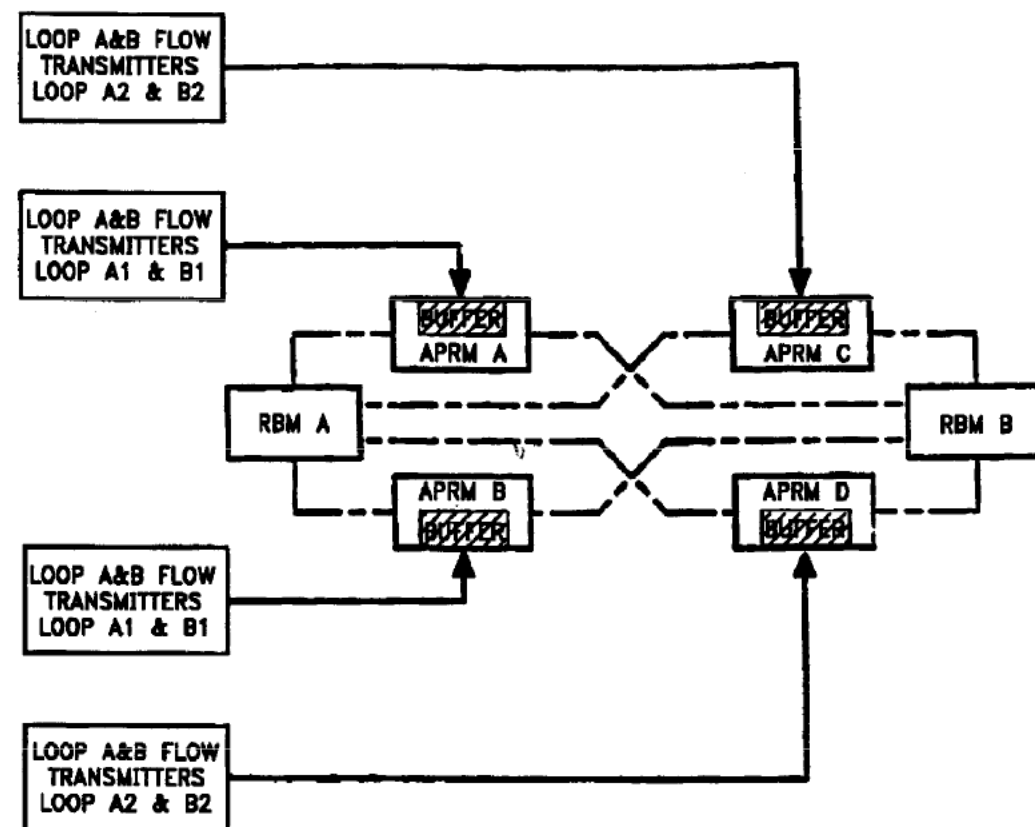 LOOP A&B FLOW
TRANSMITTERS
LOOP A2 & B2
LOOP A&B FLOW
TRANSMITTERS
LOOP A1 & B1
BUFFER
APRM A
BUFFER
APRM C
RBM A
RBM B
APRM B
BUFFER
APRM D
BUFFER
LOOP A&B FLOW
TRANSMITTERS
LOOP A1 & B1
LOOP A&B FLOW
TRANSMITTERS
LOOP A2 & B2